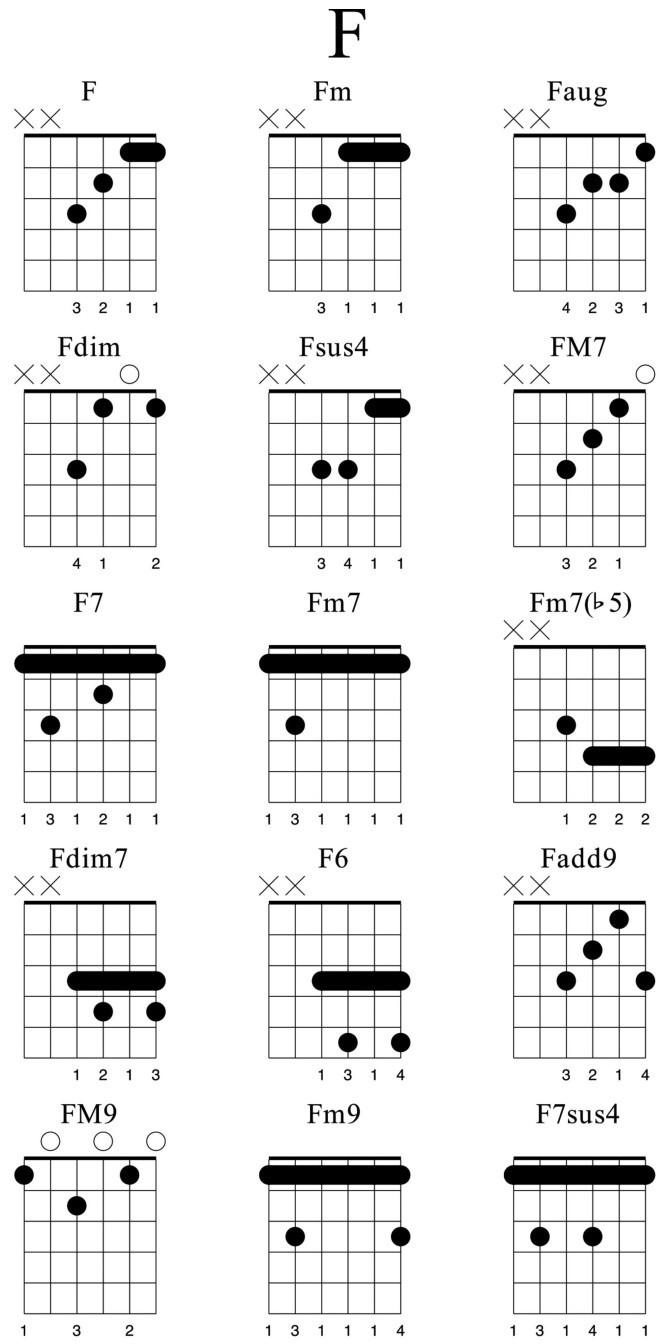 F
F Fm Faug
3 2 1 1 3 1 1 1 4 2 3 1
Fdim Fsus4 FM7
4 1 2 3 4 1 1 3 2 1
F7 Fm7 Fm7(♭5)
1 3 1 2 1 1 1 3 1 1 1 1 1 2 2 2
Fdim7 F6 Fadd9
1 2 1 3 1 3 1 4 3 2 1 4
FM9 Fm9 F7sus4
1 3 2 1 3 1 1 1 4 1 3 1 4 1 1